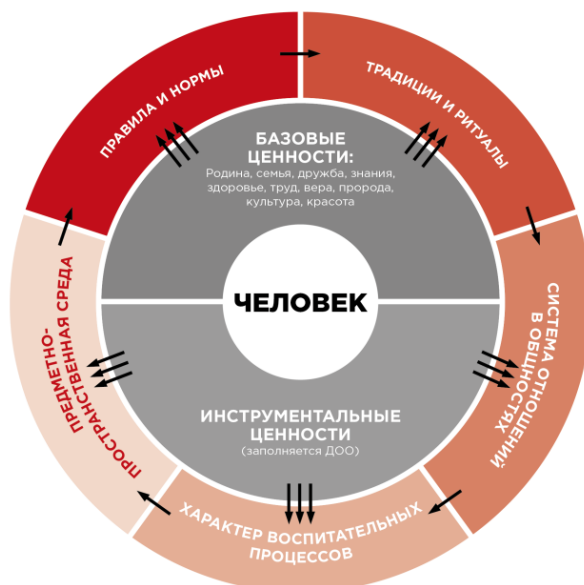 ПРАВИЛА И НОРМЫ
ТРАДИЦИИ И РИТУАЛЫ
БАЗОВЫЕ
ЦЕННОСТИ:
Родина, семья, дружба, знания,
здоровье, труд, вера, пророда,
культура, красота
ЧЕЛОВЕК
ПРЕДМЕТНО-
ПРОСТРАНСТВЕННАЯ СРЕДА
СИСТЕМА ОТНОШЕНИЙ
В ОБЩНОСТЯХ
ИНСТРУМЕНТАЛЬНЫЕ
ЦЕННОСТИ
(заполняется ДОО)
ХАРАКТЕР ВОСПИТАТЕЛЬНЫХ
ПРОЦЕССОВ